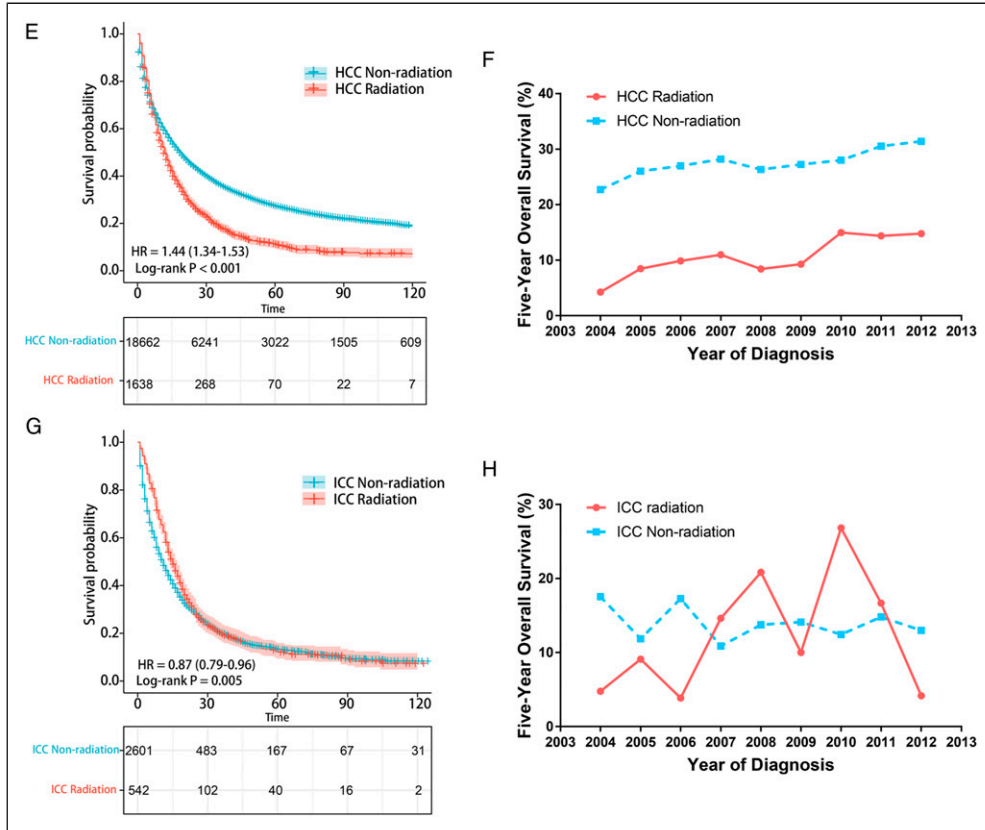 E
HCC Non-radiation
HCC Radiation
Survival probability
1.0
0.8
0.6
0.4
0.2
0.0
HR = 1.44 (1.34-1.53)
Log-rank P < 0.001
0 30 60 90 120
Time
HCC Non-radiation 18662 6241 3022 1505 609
HCC Radiation 1638 268 70 22 7
F
HCC Radiation
HCC Non-radiation
Five-Year Overall Survival (%)
40
30
20
10
0
2003 2004 2005 2006 2007 2008 2009 2010 2011 2012 2013
Year of Diagnosis
G
ICC Non-radiation
ICC Radiation
Survival probability
1.0
0.8
0.6
0.4
0.2
0.0
HR = 0.87 (0.79-0.96)
Log-rank P = 0.005
0 30 60 90 120
Time
ICC Non-radiation 2601 483 167 67 31
ICC Radiation 542 102 40 16 2
H
ICC radiation
ICC Non-radiation
Five-Year Overall Survival (%)
30
20
10
0
2003 2004 2005 2006 2007 2008 2009 2010 2011 2012 2013
Year of Diagnosis